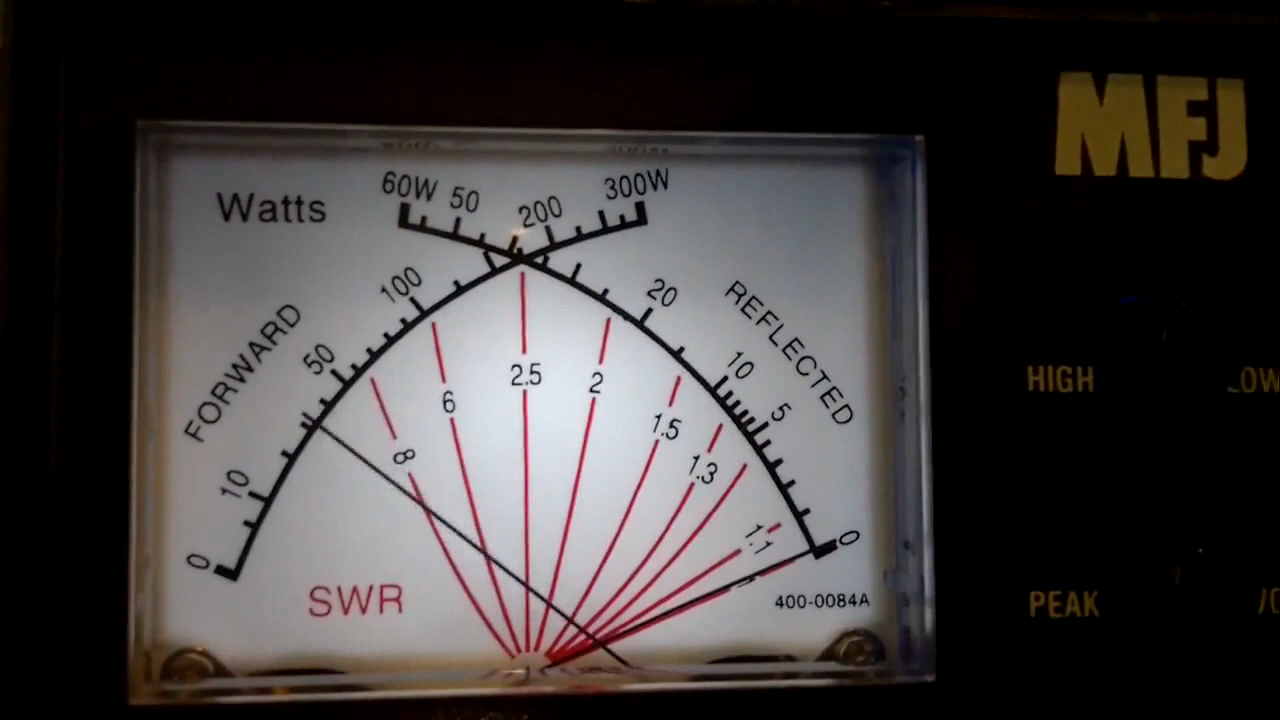 MFJ
Watts
60W 50 200 300W
FORWARD
0 10 50 100
REFLECTED
20 10 5 0
8 6 2.5 2 1.5 1.3 1.1
SWR
400-0084A
HIGH
PEAK